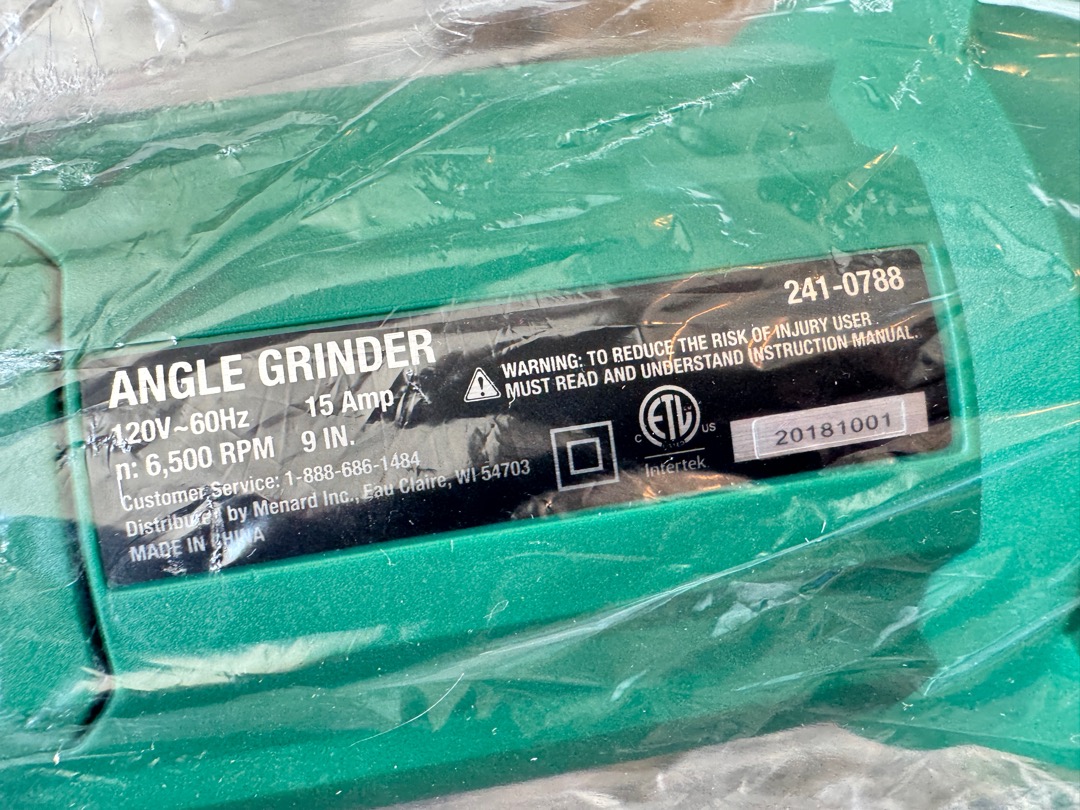 241-0788
ANGLE GRINDER
120V~60Hz 15 Amp
n: 6,500 RPM 9 IN.
Customer Service: 1-888-686-1484
Distributed by Menard Inc., Eau Claire, WI 54703
MADE IN CHINA
WARNING: TO REDUCE THE RISK OF INJURY USER
MUST READ AND UNDERSTAND INSTRUCTION MANUAL.
ETL
C US
Intertek
20181001